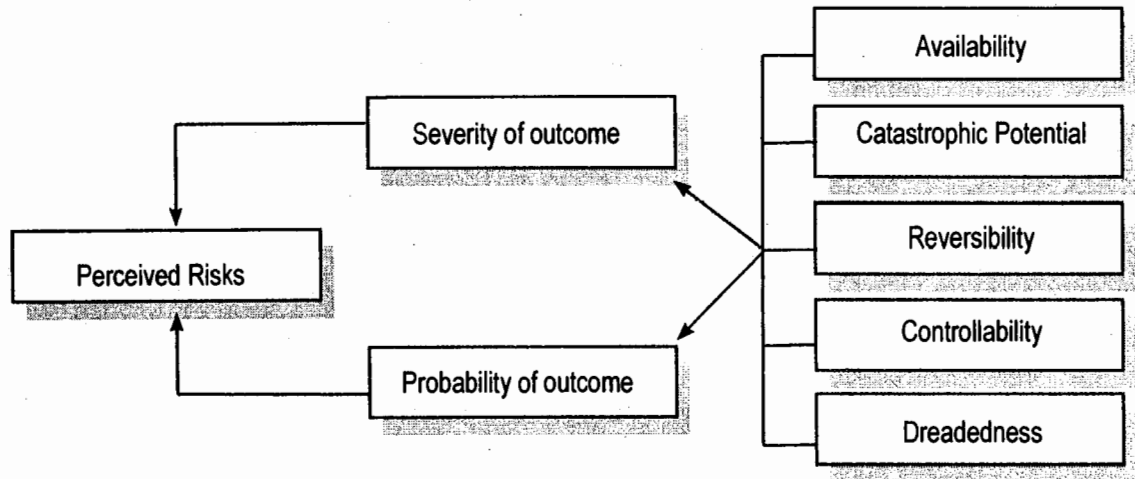 Severity of outcome
Perceived Risks
Probability of outcome
Availability
Catastrophic Potential
Reversibility
Controllability
Dreadedness